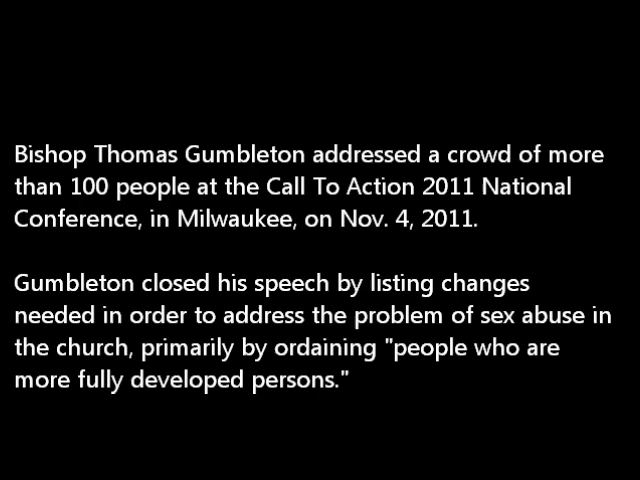 Bishop Thomas Gumbleton addressed a crowd of more
than 100 people at the Call To Action 2011 National
Conference, in Milwaukee, on Nov. 4, 2011.
Gumbleton closed his speech by listing changes
needed in order to address the problem of sex abuse in
the church, primarily by ordaining "people who are
more fully developed persons."